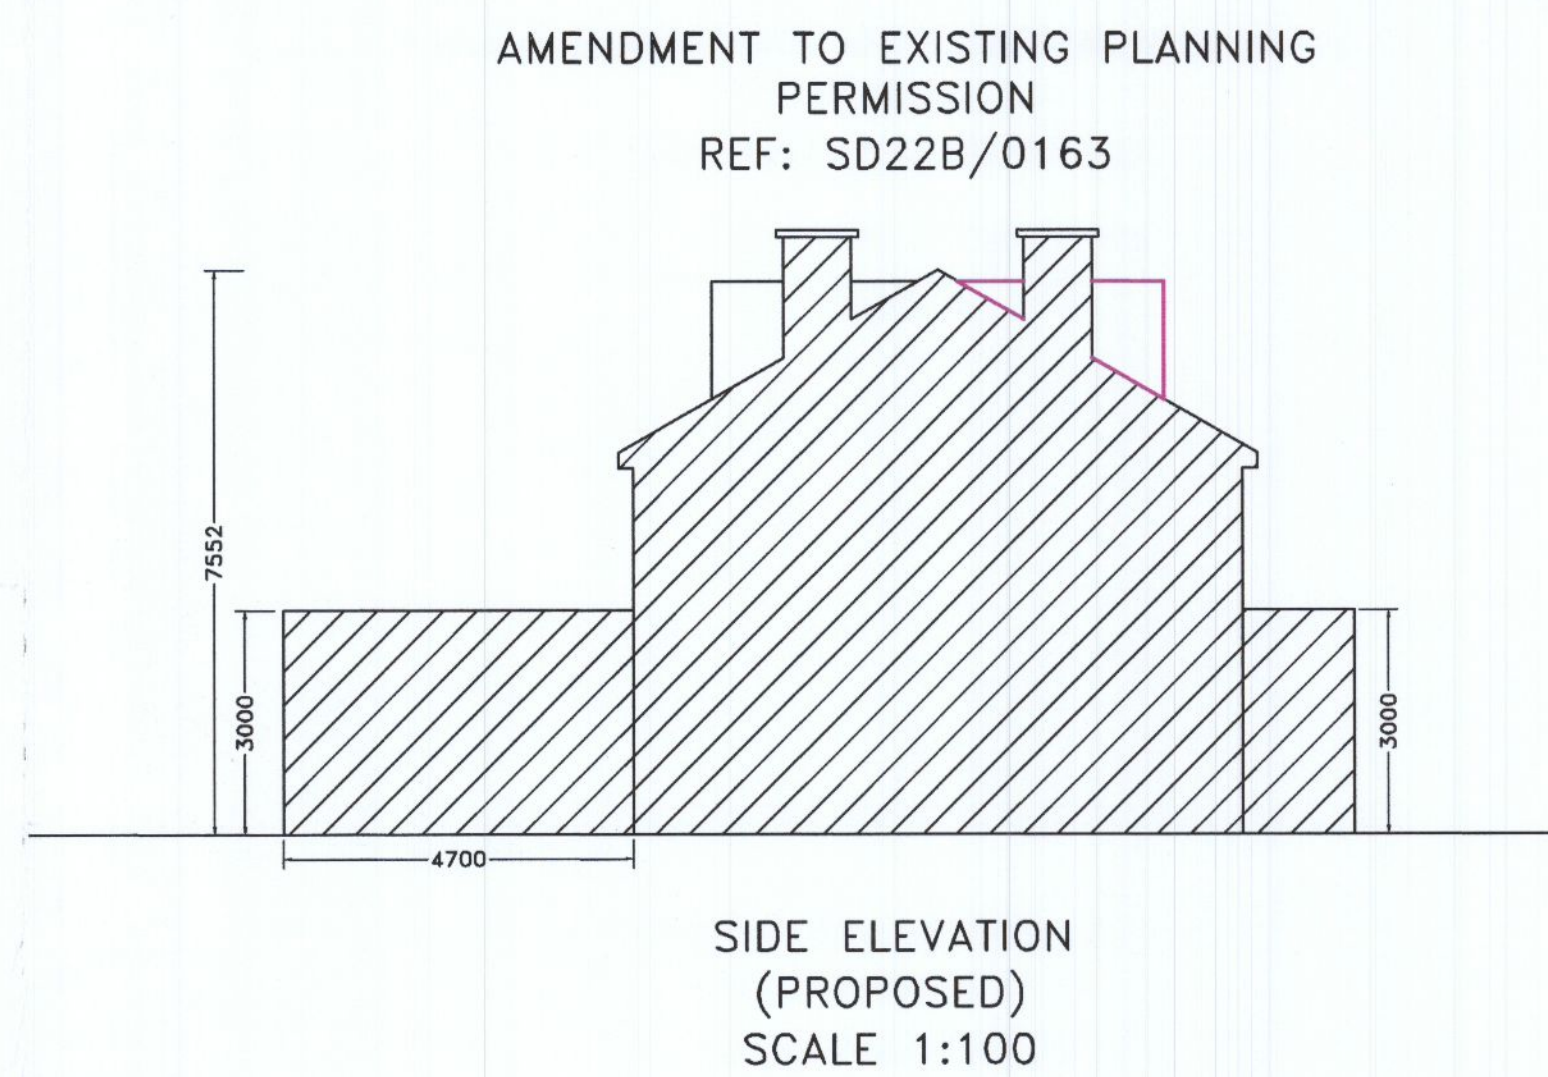 AMENDMENT TO EXISTING PLANNING
PERMISSION
REF: SD22B/0163
7552
3000
3000
4700
SIDE ELEVATION
(PROPOSED)
SCALE 1:100